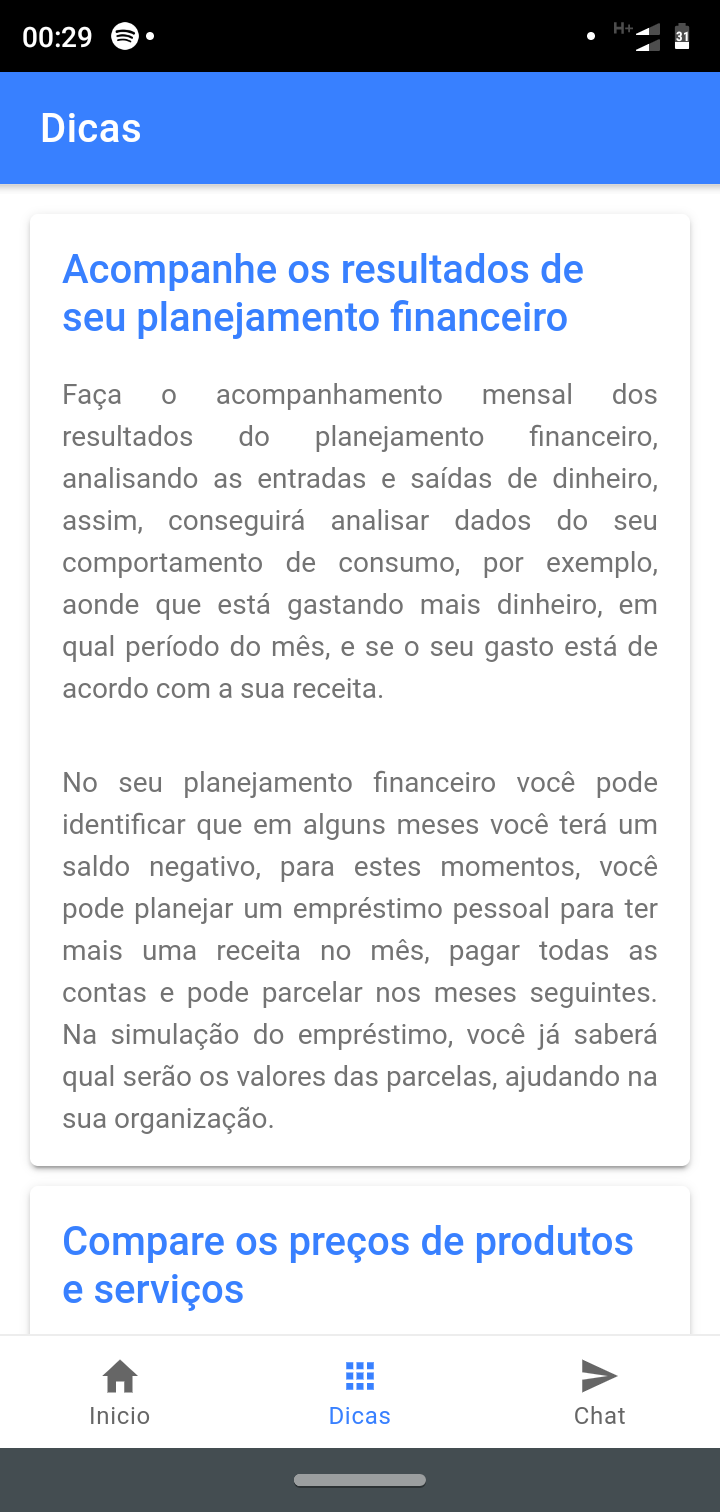 00:29
H+
31
Dicas
Acompanhe os resultados de
seu planejamento financeiro
Faça o acompanhamento mensal dos
resultados do planejamento financeiro,
analisando as entradas e saídas de dinheiro,
assim, conseguirá analisar dados do seu
comportamento de consumo, por exemplo,
aonde que está gastando mais dinheiro, em
qual período do mês, e se o seu gasto está de
acordo com a sua receita.
No seu planejamento financeiro você pode
identificar que em alguns meses você terá um
saldo negativo, para estes momentos, você
pode planejar um empréstimo pessoal para ter
mais uma receita no mês, pagar todas as
contas e pode parcelar nos meses seguintes.
Na simulação do empréstimo, você já saberá
qual serão os valores das parcelas, ajudando na
sua organização.
Compare os preços de produtos
e serviços
Inicio
Dicas
Chat